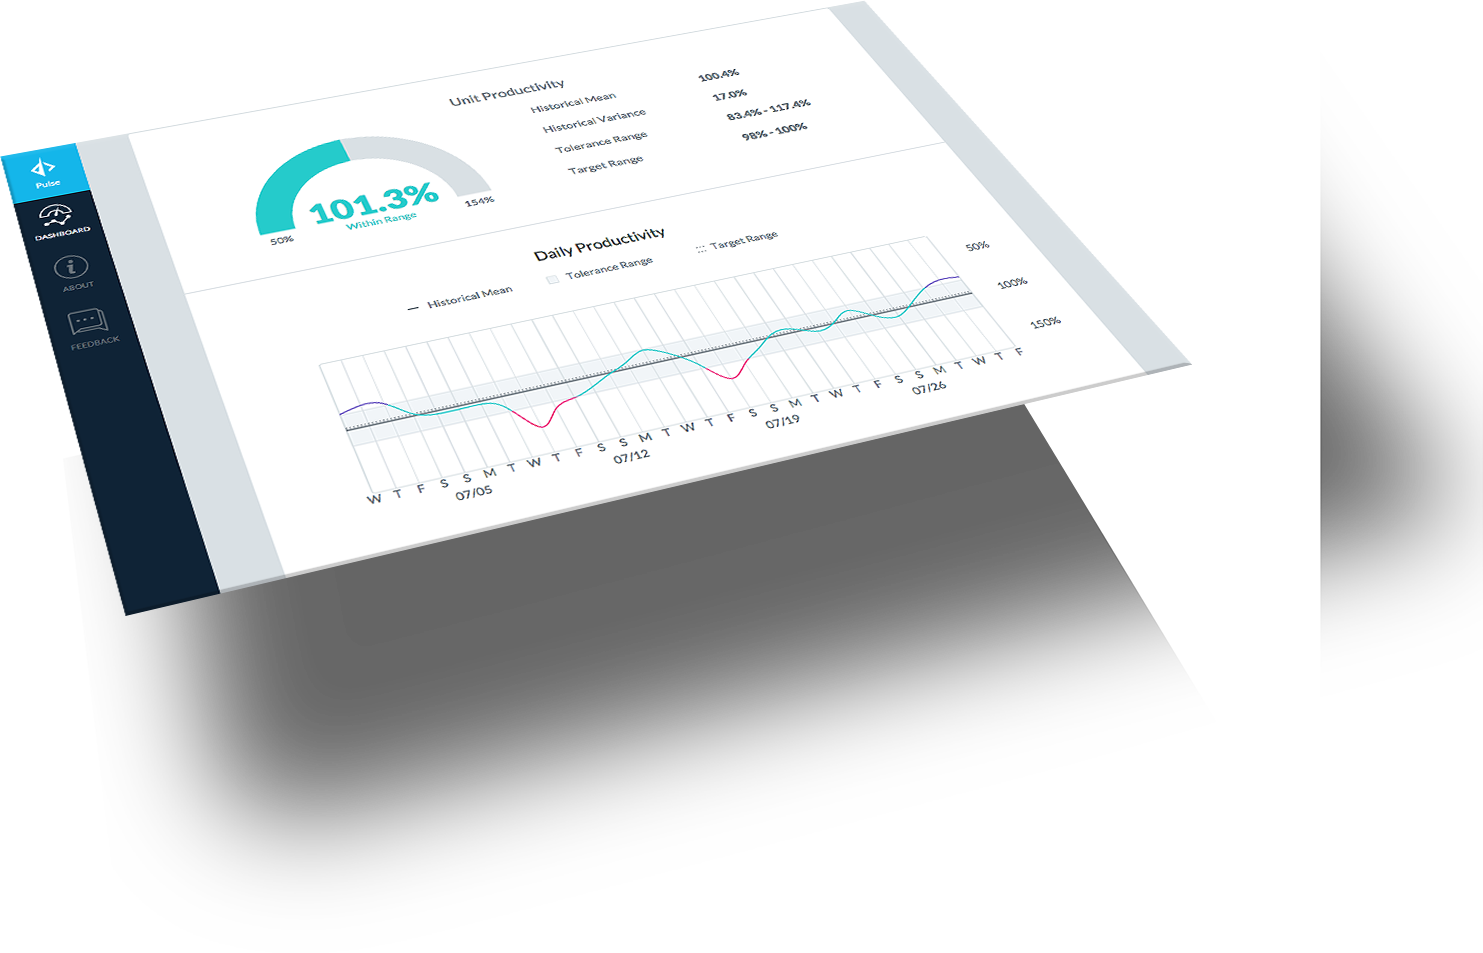 Pulse
DASHBOARD
ABOUT
FEEDBACK
Unit Productivity
101.3%
Within Range
50%
154%
Historical Mean 100.4%
Historical Variance 17.0%
Tolerance Range 83.4% - 117.4%
Target Range 98% - 100%
Daily Productivity
Historical Mean Tolerance Range Target Range
50%
100%
150%
W T F S S M T W T F S S M T W T F S S M T W T F S S M T W T F
07/05 07/12 07/19 07/26